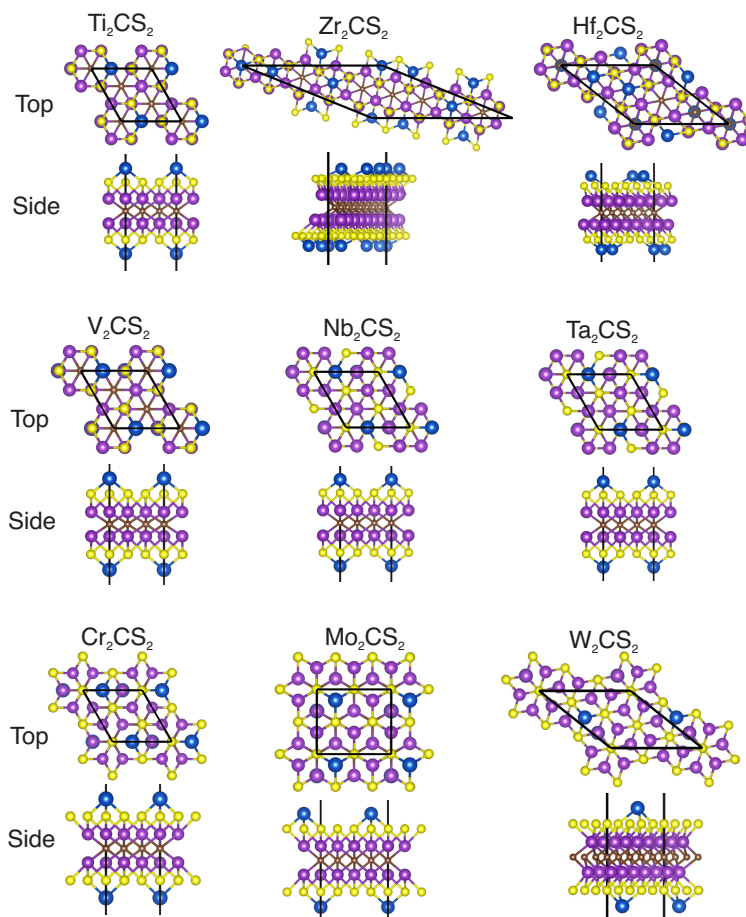 Ti₂CS₂ Zr₂CS₂ Hf₂CS₂
Top
Side
V₂CS₂ Nb₂CS₂ Ta₂CS₂
Top
Side
Cr₂CS₂ Mo₂CS₂ W₂CS₂
Top
Side